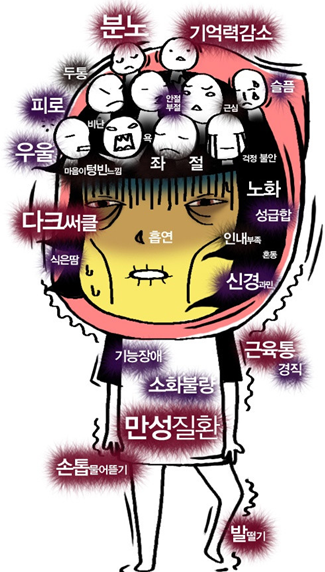 분노
기억력감소
두통
슬픔
피로
안절
부절
비난
근심
욕
우울
걱정 불안
마음이텅빈느낌
좌 절
노화
다크써클
성급함
흡연
인내부족
식은땀
혼동
신경과민
기능장애
근육통
경직
소화불량
만성질환
손톱물어뜯기
발떨기